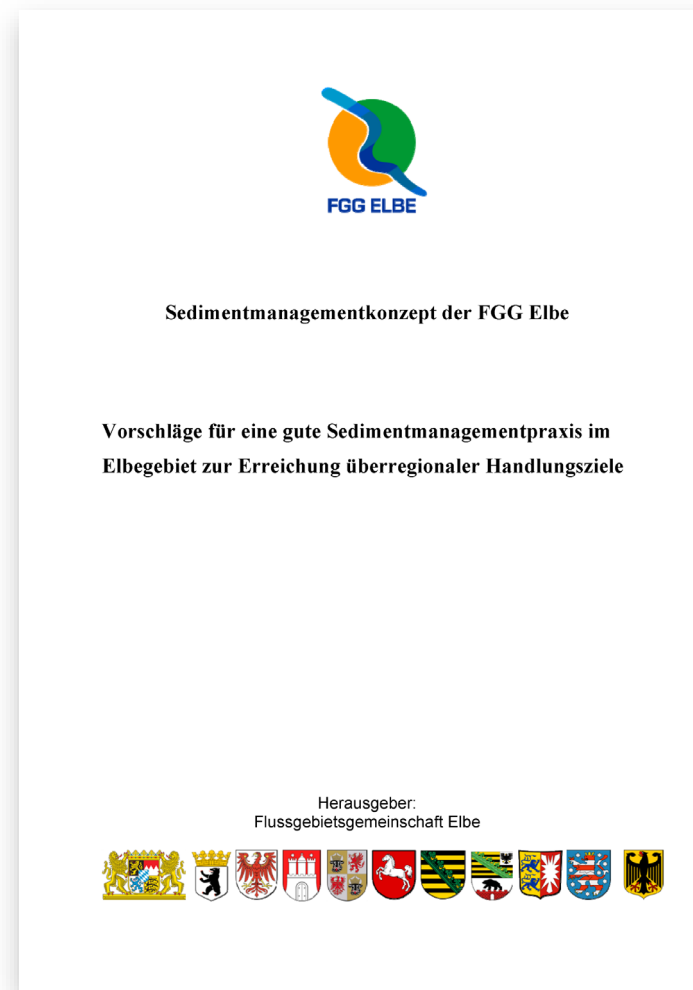 FGG ELBE
Sedimentmanagementkonzept der FGG Elbe
Vorschläge für eine gute Sedimentmanagementpraxis im
Elbegebiet zur Erreichung überregionaler Handlungsziele
Herausgeber:
Flussgebietsgemeinschaft Elbe